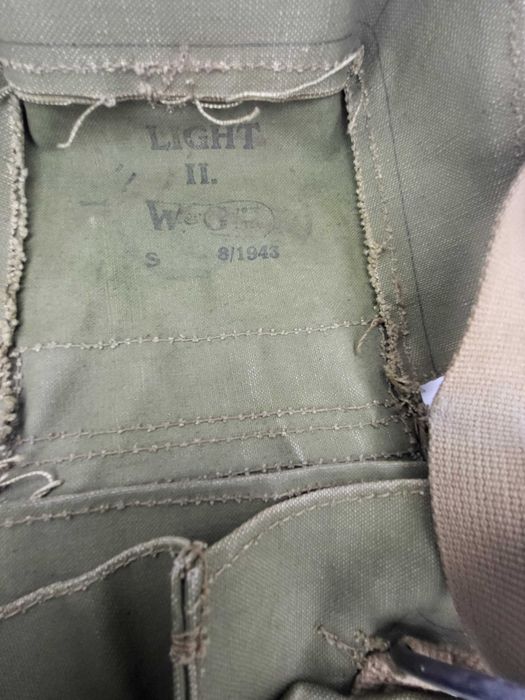 LIGHT
II.
W & G
S 8/1943